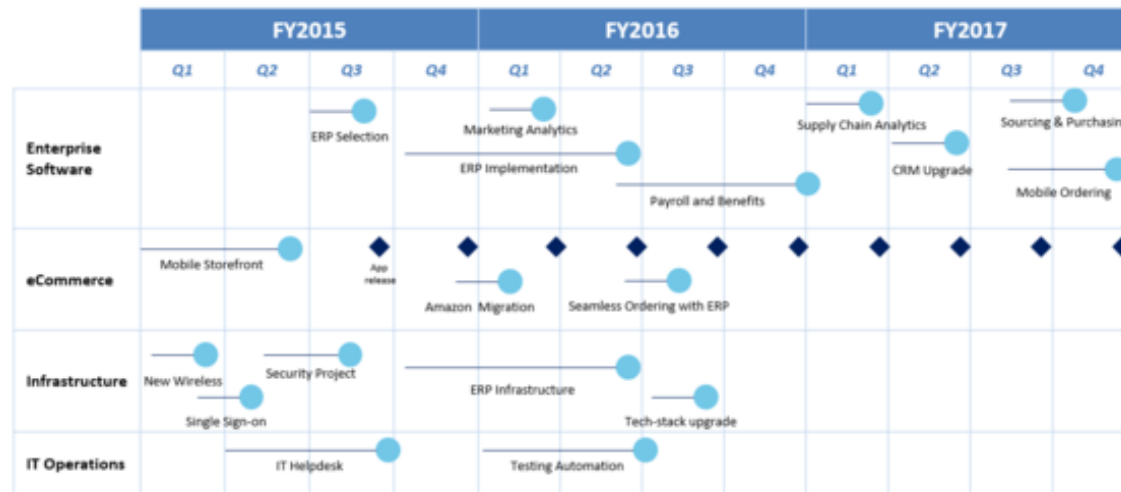 FY2015 FY2016 FY2017
Q1 Q2 Q3 Q4 Q1 Q2 Q3 Q4 Q1 Q2 Q3 Q4
Enterprise
Software
ERP Selection
Marketing Analytics
Supply Chain Analytics
Sourcing & Purchasin
ERP Implementation
CRM Upgrade
Payroll and Benefits
Mobile Ordering
eCommerce
Mobile Storefront
App
release
Amazon Migration
Seamless Ordering with ERP
Infrastructure
New Wireless
Security Project
ERP Infrastructure
Single Sign-on
Tech-stack upgrade
IT Operations
IT Helpdesk
Testing Automation